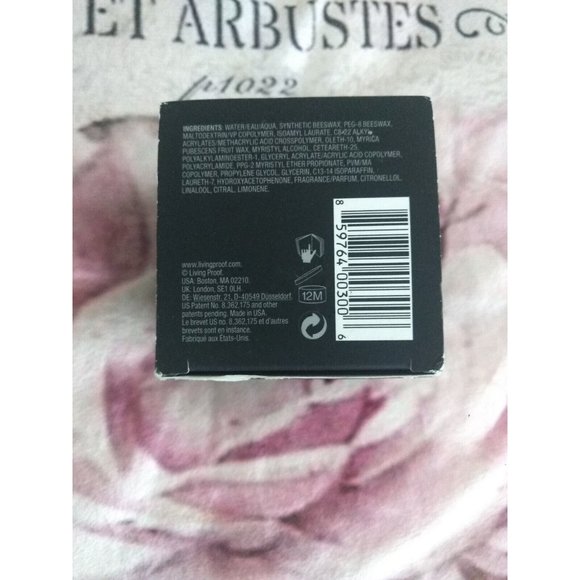 ET ARBUSTES
p1022
INGREDIENTS: WATER/EAU/AQUA, SYNTHETIC BEESWAX, PEG-8 BEESWAX,
MALTODEXTRIN/VP COPOLYMER, ISOAMYL LAURATE, C8-22 ALKYL
ACRYLATES/METHACRYLIC ACID CROSSPOLYMER, OLETH-10, MYRICA
PUBESCENS FRUIT WAX, MYRISTYL ALCOHOL, CETEARETH-25,
POLYALKYLAMINOESTER-1, GLYCERYL ACRYLATE/ACRYLIC ACID COPOLYMER,
POLYACRYLAMIDE, PPG-2 MYRISTYL ETHER PROPIONATE, PVM/MA
COPOLYMER, PROPYLENE GLYCOL, GLYCERIN, C13-14 ISOPARAFFIN,
LAURETH-7, HYDROXYACETOPHENONE, FRAGRANCE/PARFUM, CITRONELLOL,
LINALOOL, CITRAL, LIMONENE.
www.livingproof.com
© Living Proof.
USA: Boston, MA 02210.
UK: London, SE1 0LH.
DE: Wiesenstr, 21, D-40549 Düsseldorf.
US Patent No. 8,362,175 and other
patents pending. Made in USA.
Le brevet US no. 8,362,175 et d'autres
brevets sont en instance.
Fabriqué aux États-Unis.
12M
8 59764 00300 6